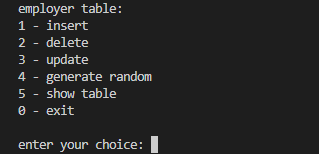 employer table:
1 - insert
2 - delete
3 - update
4 - generate random
5 - show table
0 - exit
enter your choice: